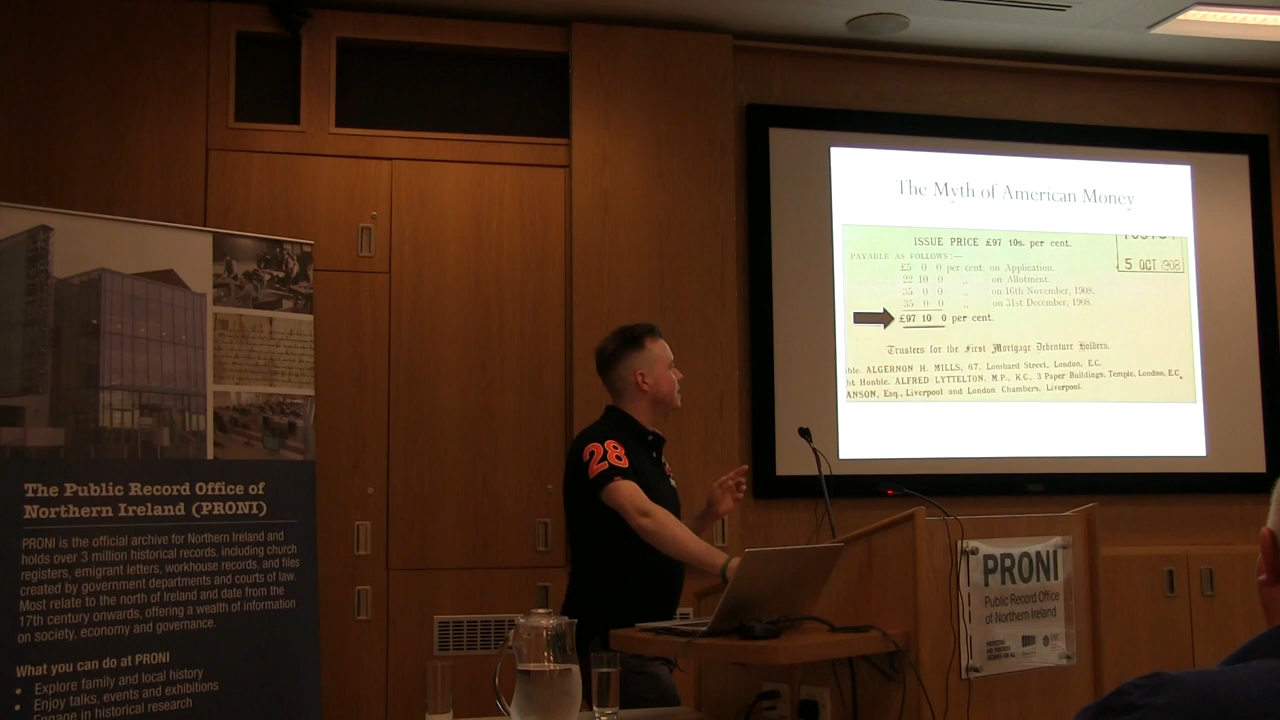 The Public Record Office of
Northern Ireland (PRONI)
PRONI is the official archive for Northern Ireland and
holds over 3 million historical records, including church
registers, emigrant letters, workhouse records, and files
created by government departments and courts of law.
Most relate to the north of Ireland and date from the
17th century onwards, offering a wealth of information
on society, economy and governance.
What you can do at PRONI
• Explore family and local history
• Enjoy talks, events and exhibitions
• Engage in historical research
28
The Myth of American Money
ISSUE PRICE £97 10s. per cent.
5 OCT 1908
PAYABLE AS FOLLOWS :—
£5 0 0 per cent. on Application.
22 10 0 „ on Allotment.
35 0 0 „ on 16th November, 1908.
35 0 0 „ on 31st December, 1908.
£97 10 0 per cent.
Trustees for the First Mortgage Debenture Holders.
ble. ALGERNON H. MILLS, 67, Lombard Street, London, E.C.
ht Honble. ALFRED LYTTELTON, M.P., K.C., 3 Paper Buildings, Temple, London, E.C.
ANSON, Esq., Liverpool and London Chambers, Liverpool.
PRONI
Public Record Office
of Northern Ireland